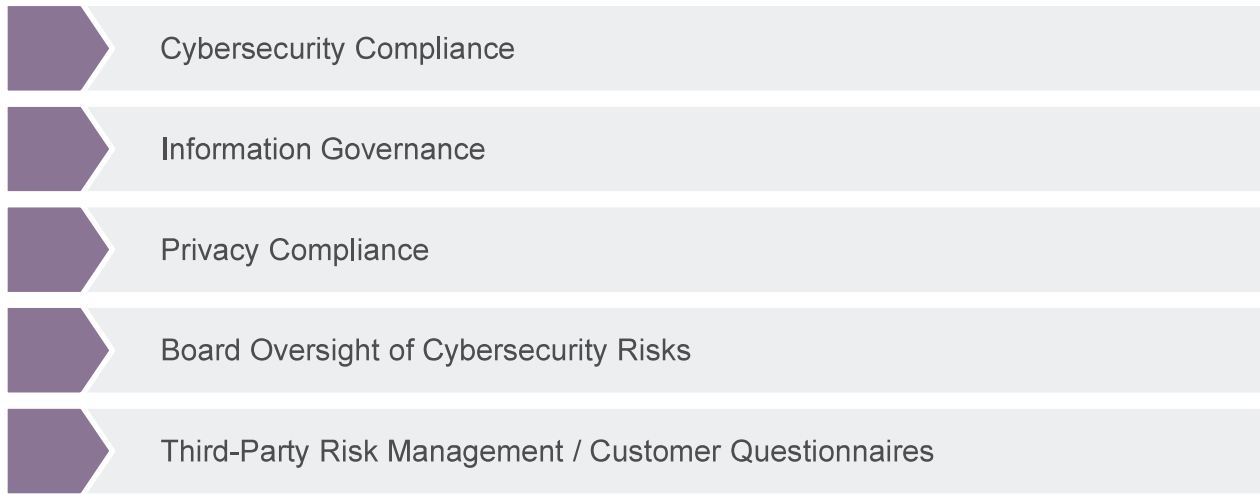 Cybersecurity Compliance
Information Governance
Privacy Compliance
Board Oversight of Cybersecurity Risks
Third-Party Risk Management / Customer Questionnaires